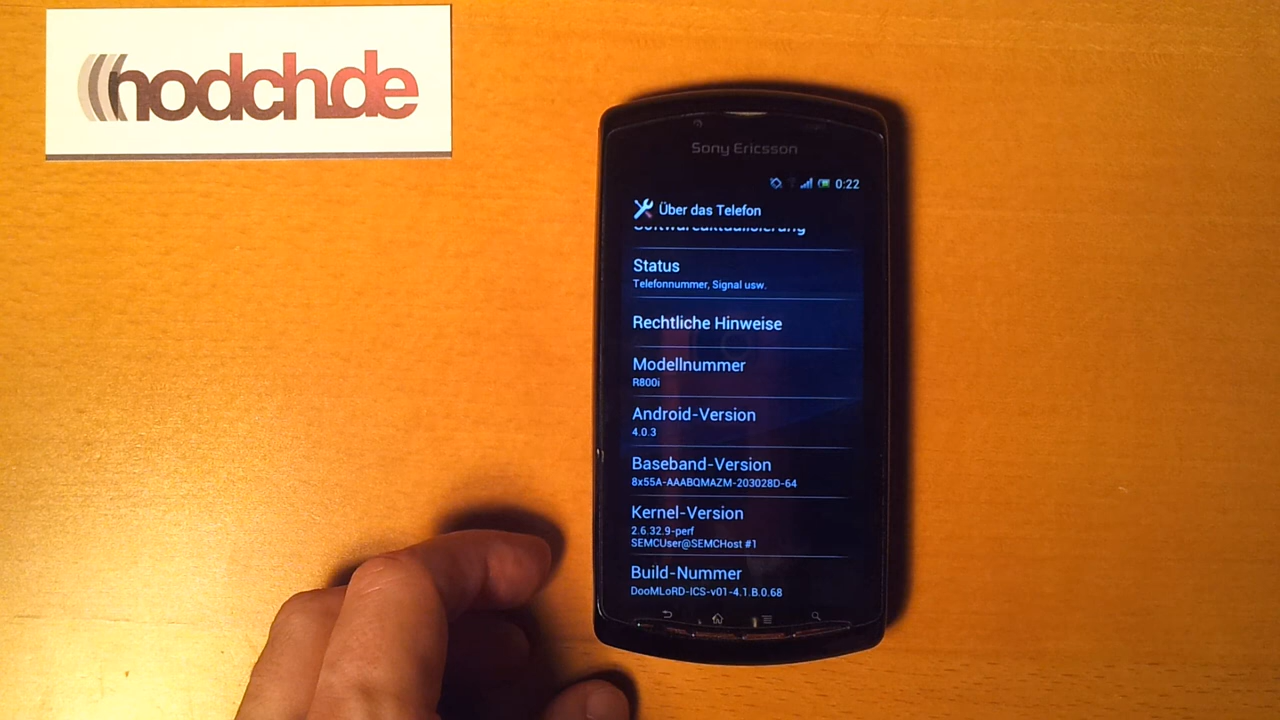 hodch.de
Sony Ericsson
0:22
Über das Telefon
Softwareaktualisierung
Status
Telefonnummer, Signal usw.
Rechtliche Hinweise
Modellnummer
R800i
Android-Version
4.0.3
Baseband-Version
8x55A-AAABQMAZM-203028D-64
Kernel-Version
2.6.32.9-perf
SEMCUser@SEMCHost #1
Build-Nummer
DooMLoRD-ICS-v01-4.1.B.0.68